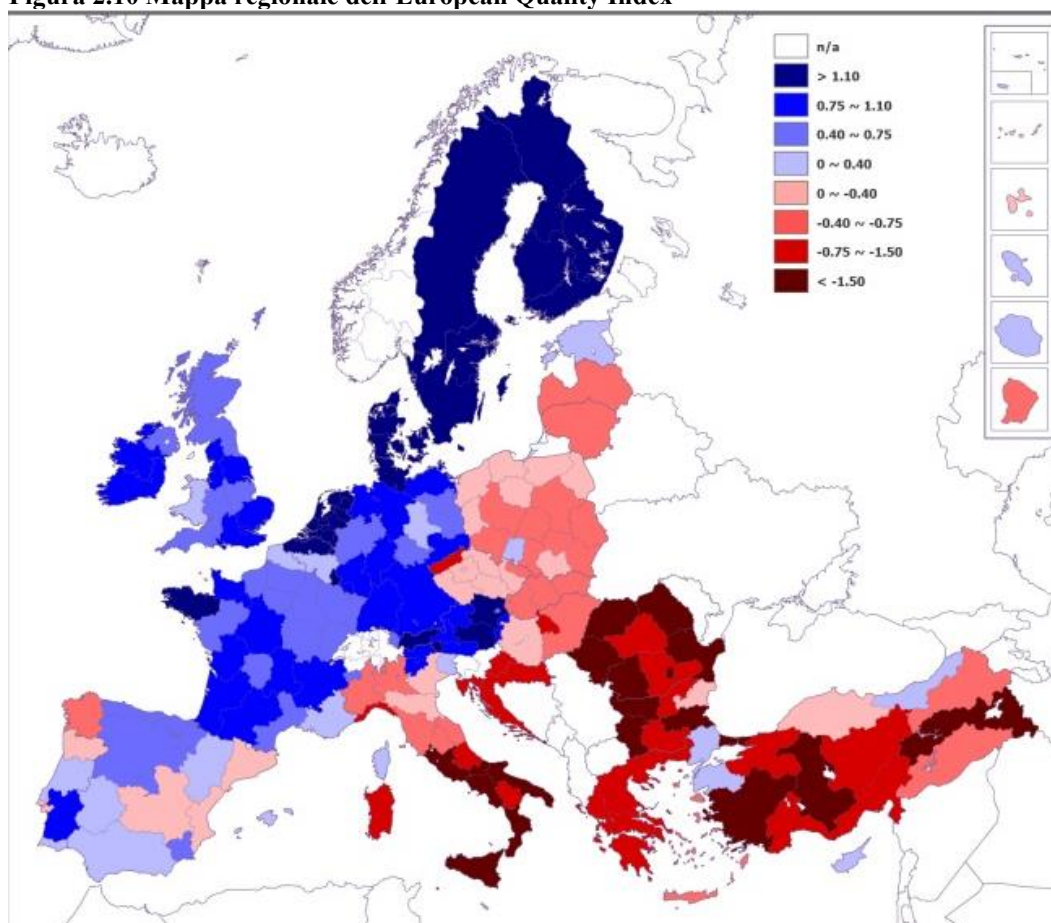 Figura 2.10 Mappa regionale dell'European Quality Index
n/a
> 1.10
0.75 ~ 1.10
0.40 ~ 0.75
0 ~ 0.40
0 ~ -0.40
-0.40 ~ -0.75
-0.75 ~ -1.50
< -1.50